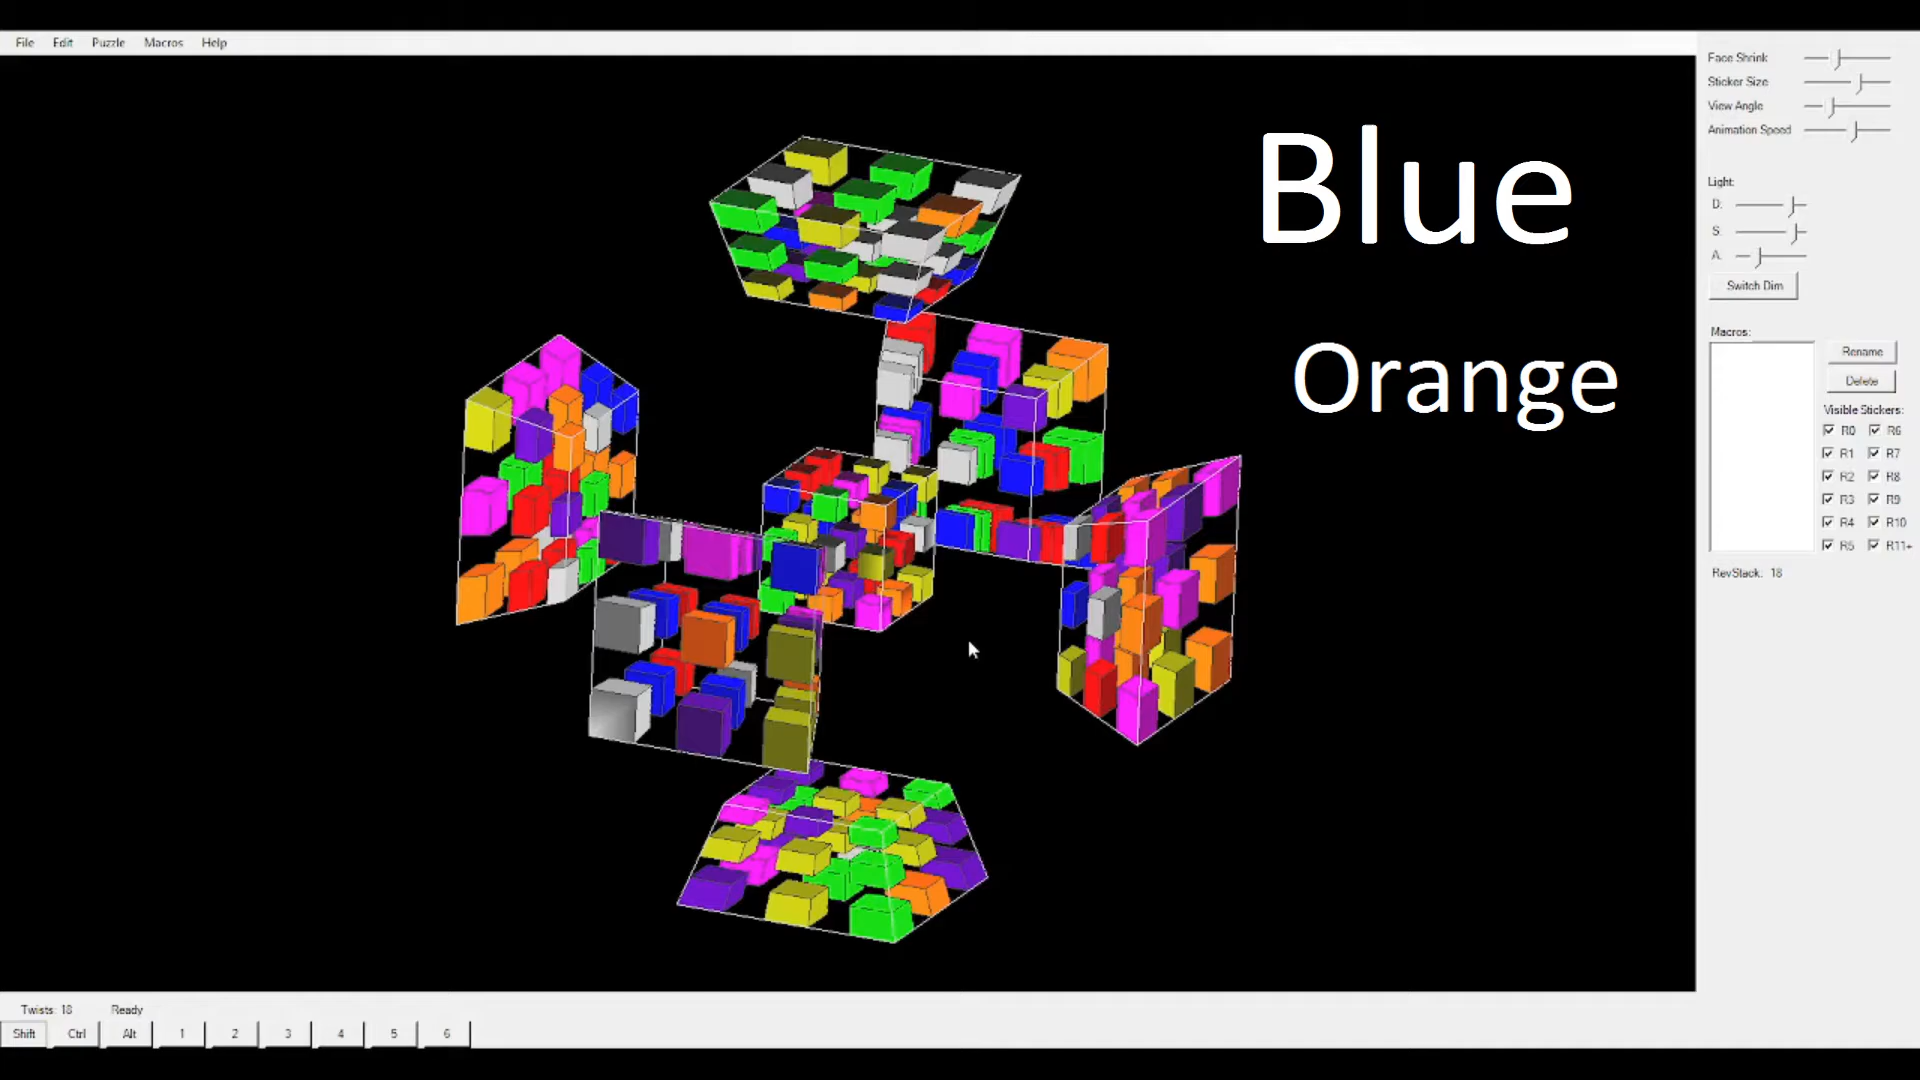 File Edit Puzzle Macros Help
Blue
Orange
Face Shrink
Sticker Size
View Angle
Animation Speed
Light:
D:
S:
A:
Switch Dim
Macros:
Rename
Delete
Visible Stickers:
R0 R6
R1 R7
R2 R8
R3 R9
R4 R10
R5 R11+
RevStack: 18
Twists: 18 Ready
Shift Ctrl Alt 1 2 3 4 5 6